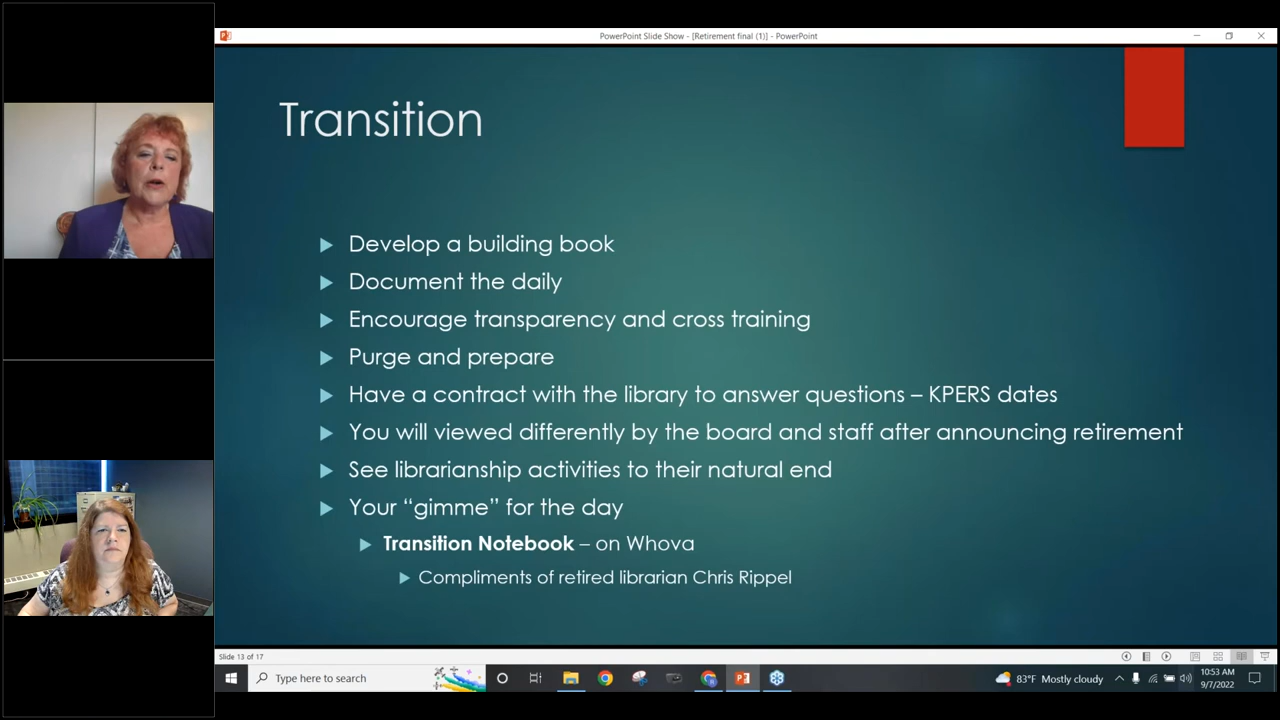 PowerPoint Slide Show - [Retirement final (1)] - PowerPoint
Transition
Develop a building book
Document the daily
Encourage transparency and cross training
Purge and prepare
Have a contract with the library to answer questions – KPERS dates
You will viewed differently by the board and staff after announcing retirement
See librarianship activities to their natural end
Your “gimme” for the day
Transition Notebook – on Whova
Compliments of retired librarian Chris Rippel
Slide 13 of 17
Type here to search
83°F Mostly cloudy
10:53 AM
9/7/2022